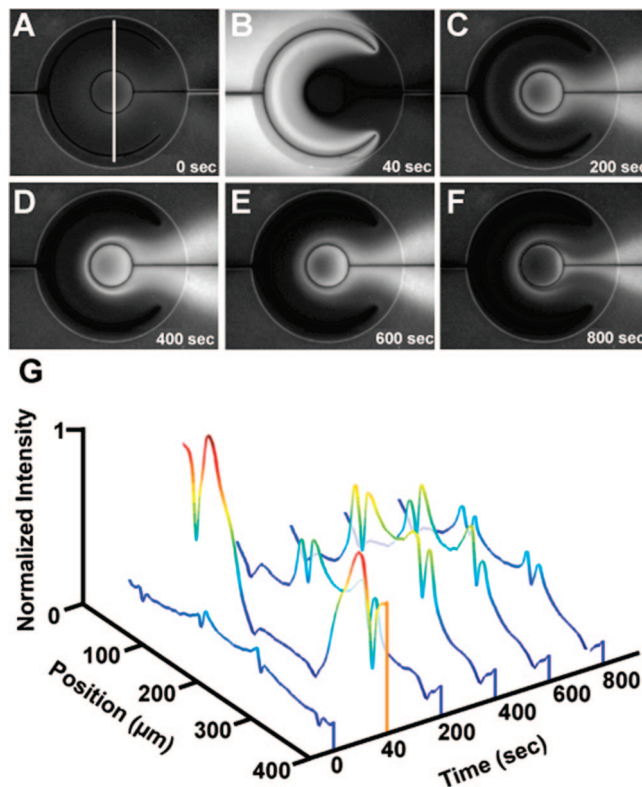 A
0 sec
B
40 sec
C
200 sec
D
400 sec
E
600 sec
F
800 sec
G
Normalized Intensity
1
0
Position (μm)
100
200
300
400
0
40
200
400
600
800
Time (sec)